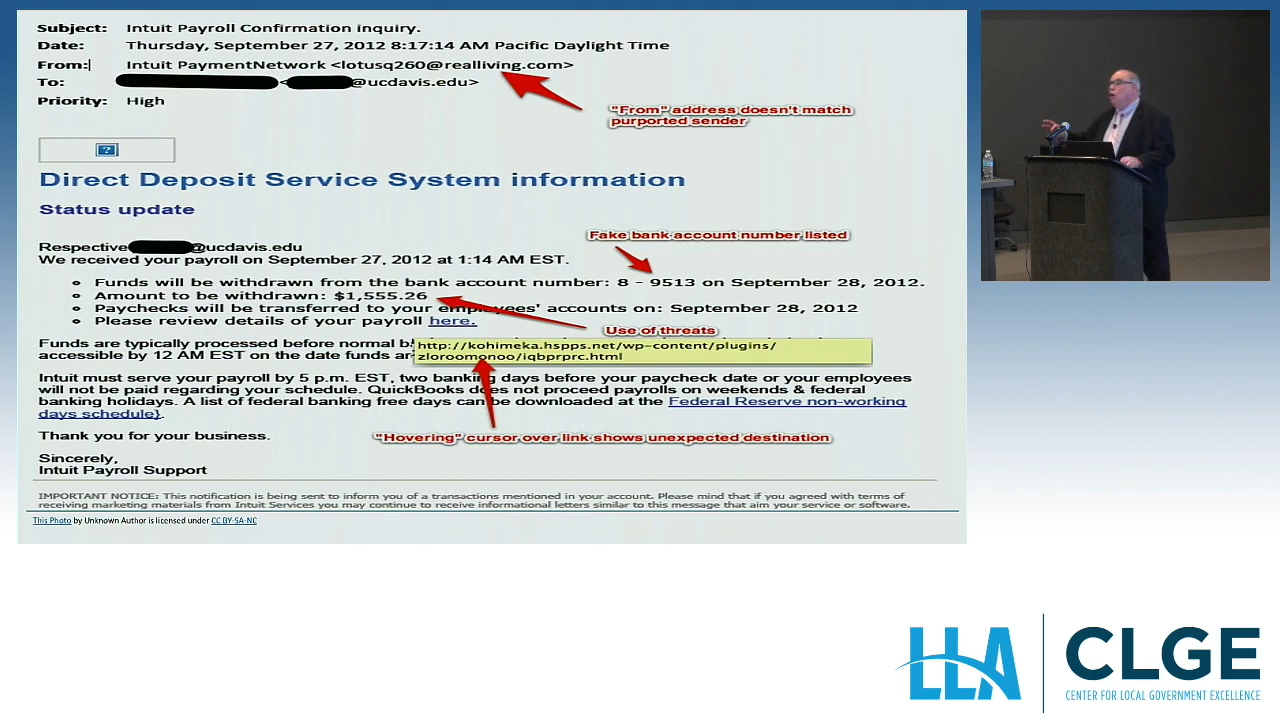 Subject: Intuit Payroll Confirmation inquiry.
Date: Thursday, September 27, 2012 8:17:14 AM Pacific Daylight Time
From: Intuit PaymentNetwork <lotusq260@realliving.com>
To: < @ucdavis.edu>
Priority: High
"From" address doesn't match
purported sender
?
Direct Deposit Service System information
Status update
Respective @ucdavis.edu
Fake bank account number listed
We received your payroll on September 27, 2012 at 1:14 AM EST.
Funds will be withdrawn from the bank account number: 8 - 9513 on September 28, 2012.
Amount to be withdrawn: $1,555.26
Paychecks will be transferred to your employees' accounts on: September 28, 2012
Please review details of your payroll here.
Use of threats
Funds are typically processed before normal
http://kohimeka.hspps.net/wp-content/plugins/
zloroomonoo/iqbprprc.html
accessible by 12 AM EST on the date funds
Intuit must serve your payroll by 5 p.m. EST, two banking days before your paycheck date or your employees
will not be paid regarding your schedule. QuickBooks does not proceed payrolls on weekends & federal
banking holidays. A list of federal banking free days can be downloaded at the Federal Reserve non-working
days schedule}.
Thank you for your business.
"Hovering" cursor over link shows unexpected destination
Sincerely,
Intuit Payroll Support
IMPORTANT NOTICE: This notification is being sent to inform you of a transactions mentioned in your account. Please mind that if you agreed with terms of
receiving marketing materials from Intuit Services you may continue to receive informational letters similar to this message that aim your service or software.
This Photo by Unknown Author is licensed under CC BY-SA-NC
LLA
CLGE
CENTER FOR LOCAL GOVERNMENT EXCELLENCE